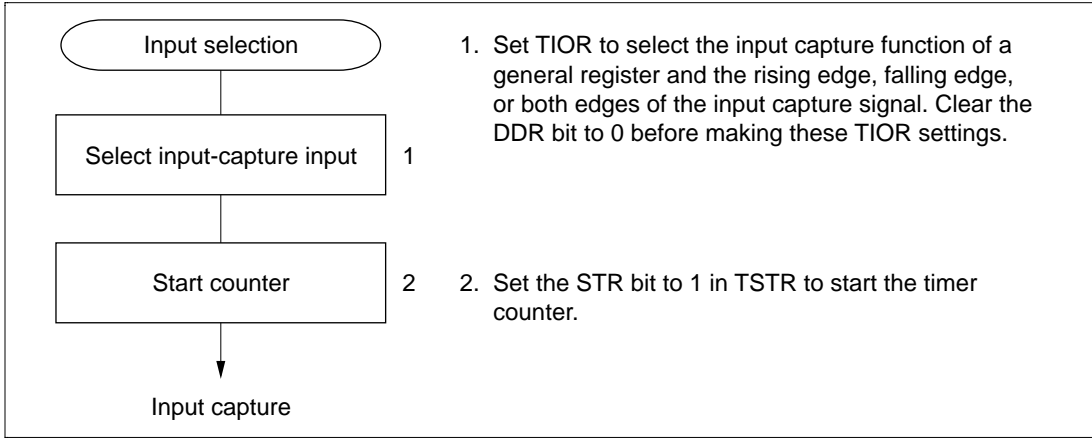 Input selection
1. Set TIOR to select the input capture function of a
general register and the rising edge, falling edge,
or both edges of the input capture signal. Clear the
DDR bit to 0 before making these TIOR settings.
Select input-capture input 1
Start counter 2
2. Set the STR bit to 1 in TSTR to start the timer
counter.
Input capture